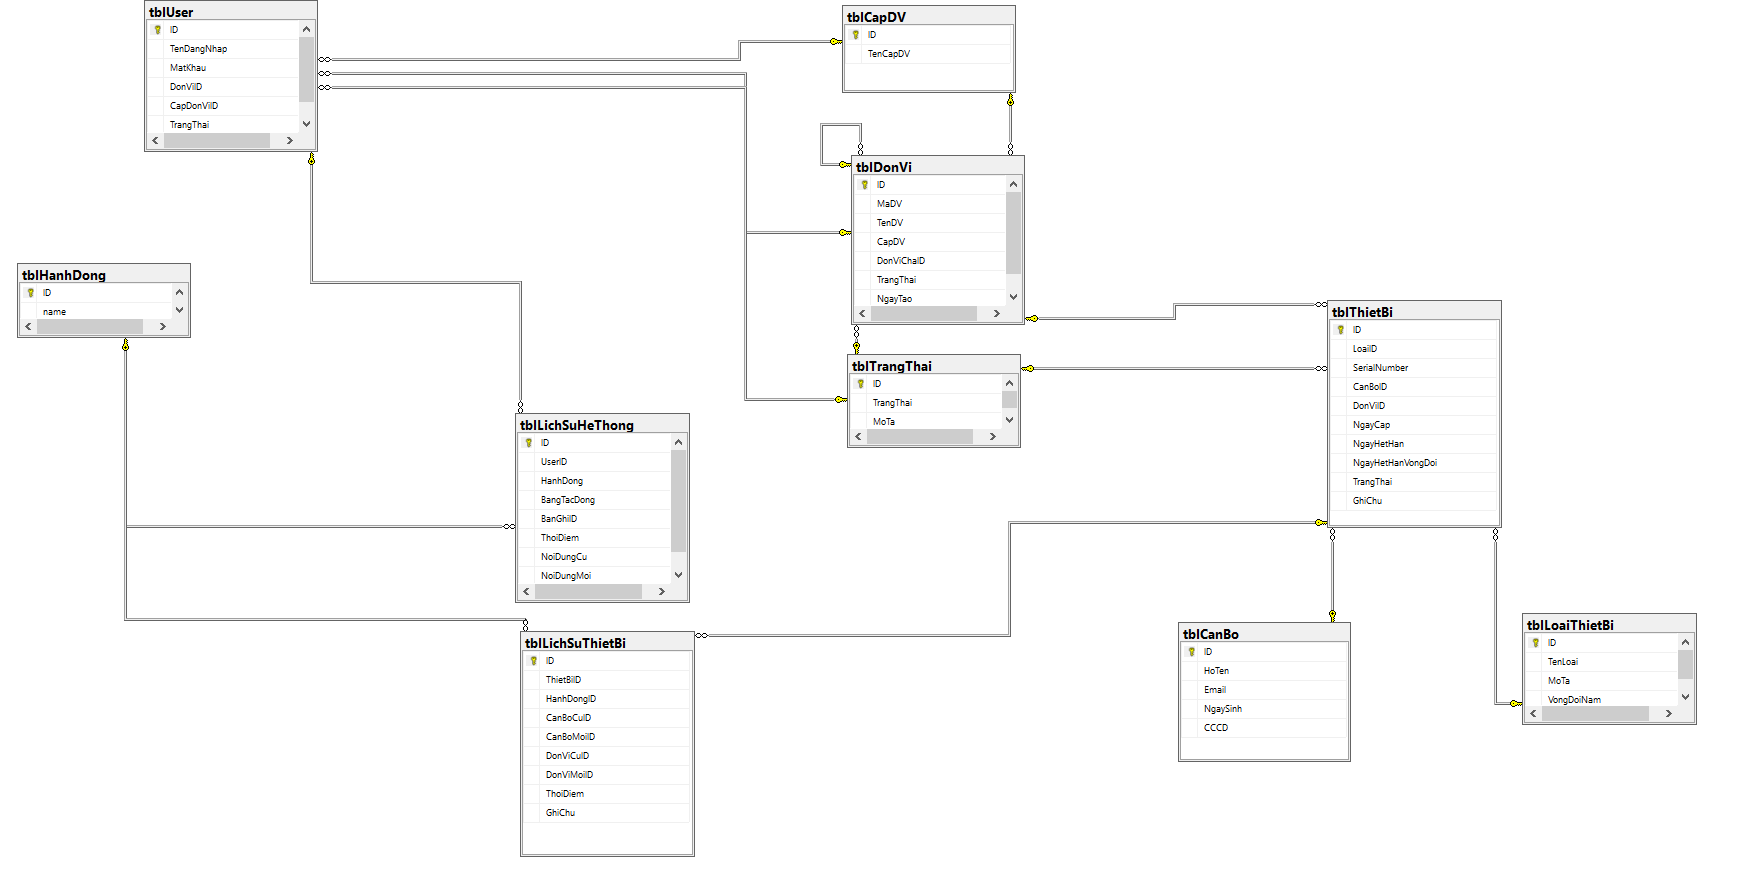 tblUser
ID
TenDangNhap
MatKhau
DonViID
CapDonViID
TrangThai
tblCapDV
ID
TenCapDV
tblDonVi
ID
MaDV
TenDV
CapDV
DonViChaID
TrangThai
NgayTao
tblHanhDong
ID
name
tblTrangThai
ID
TrangThai
MoTa
tblThietBi
ID
LoaiID
SerialNumber
CanBoID
DonViID
NgayCap
NgayHetHan
NgayHetHanVongDoi
TrangThai
GhiChu
tblLichSuHeThong
ID
UserID
HanhDong
BangTacDong
BanGhiID
ThoiDiem
NoiDungCu
NoiDungMoi
tblLichSuThietBi
ID
ThietBiID
HanhDongID
CanBoCuID
CanBoMoiID
DonViCuID
DonViMoiID
ThoiDiem
GhiChu
tblCanBo
ID
HoTen
Email
NgaySinh
CCCD
tblLoaiThietBi
ID
TenLoai
MoTa
VongDoiNam